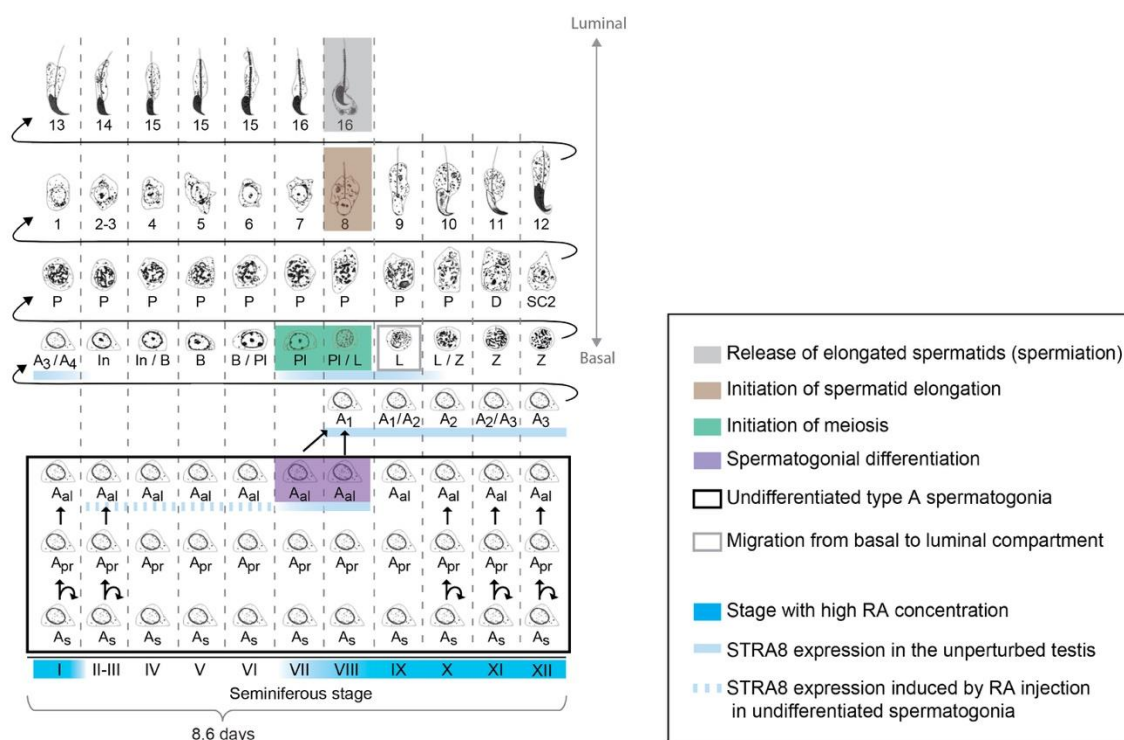 Luminal
13 14 15 15 15 16 16
1 2-3 4 5 6 7 8 9 10 11 12
P P P P P P P P P D SC2
Basal
A3/A4 In In / B B B / Pl Pl Pl / L L L / Z Z Z
A1 A1/A2 A2 A2/A3 A3
Aal Aal Aal Aal Aal Aal Aal Aal Aal Aal Aal
Apr Apr Apr Apr Apr Apr Apr Apr Apr Apr Apr
As As As As As As As As As As As
I II-III IV V VI VII VIII IX X XI XII
Seminiferous stage
8.6 days
Release of elongated spermatids (spermiation)
Initiation of spermatid elongation
Initiation of meiosis
Spermatogonial differentiation
Undifferentiated type A spermatogonia
Migration from basal to luminal compartment
Stage with high RA concentration
STRA8 expression in the unperturbed testis
STRA8 expression induced by RA injection
in undifferentiated spermatogonia